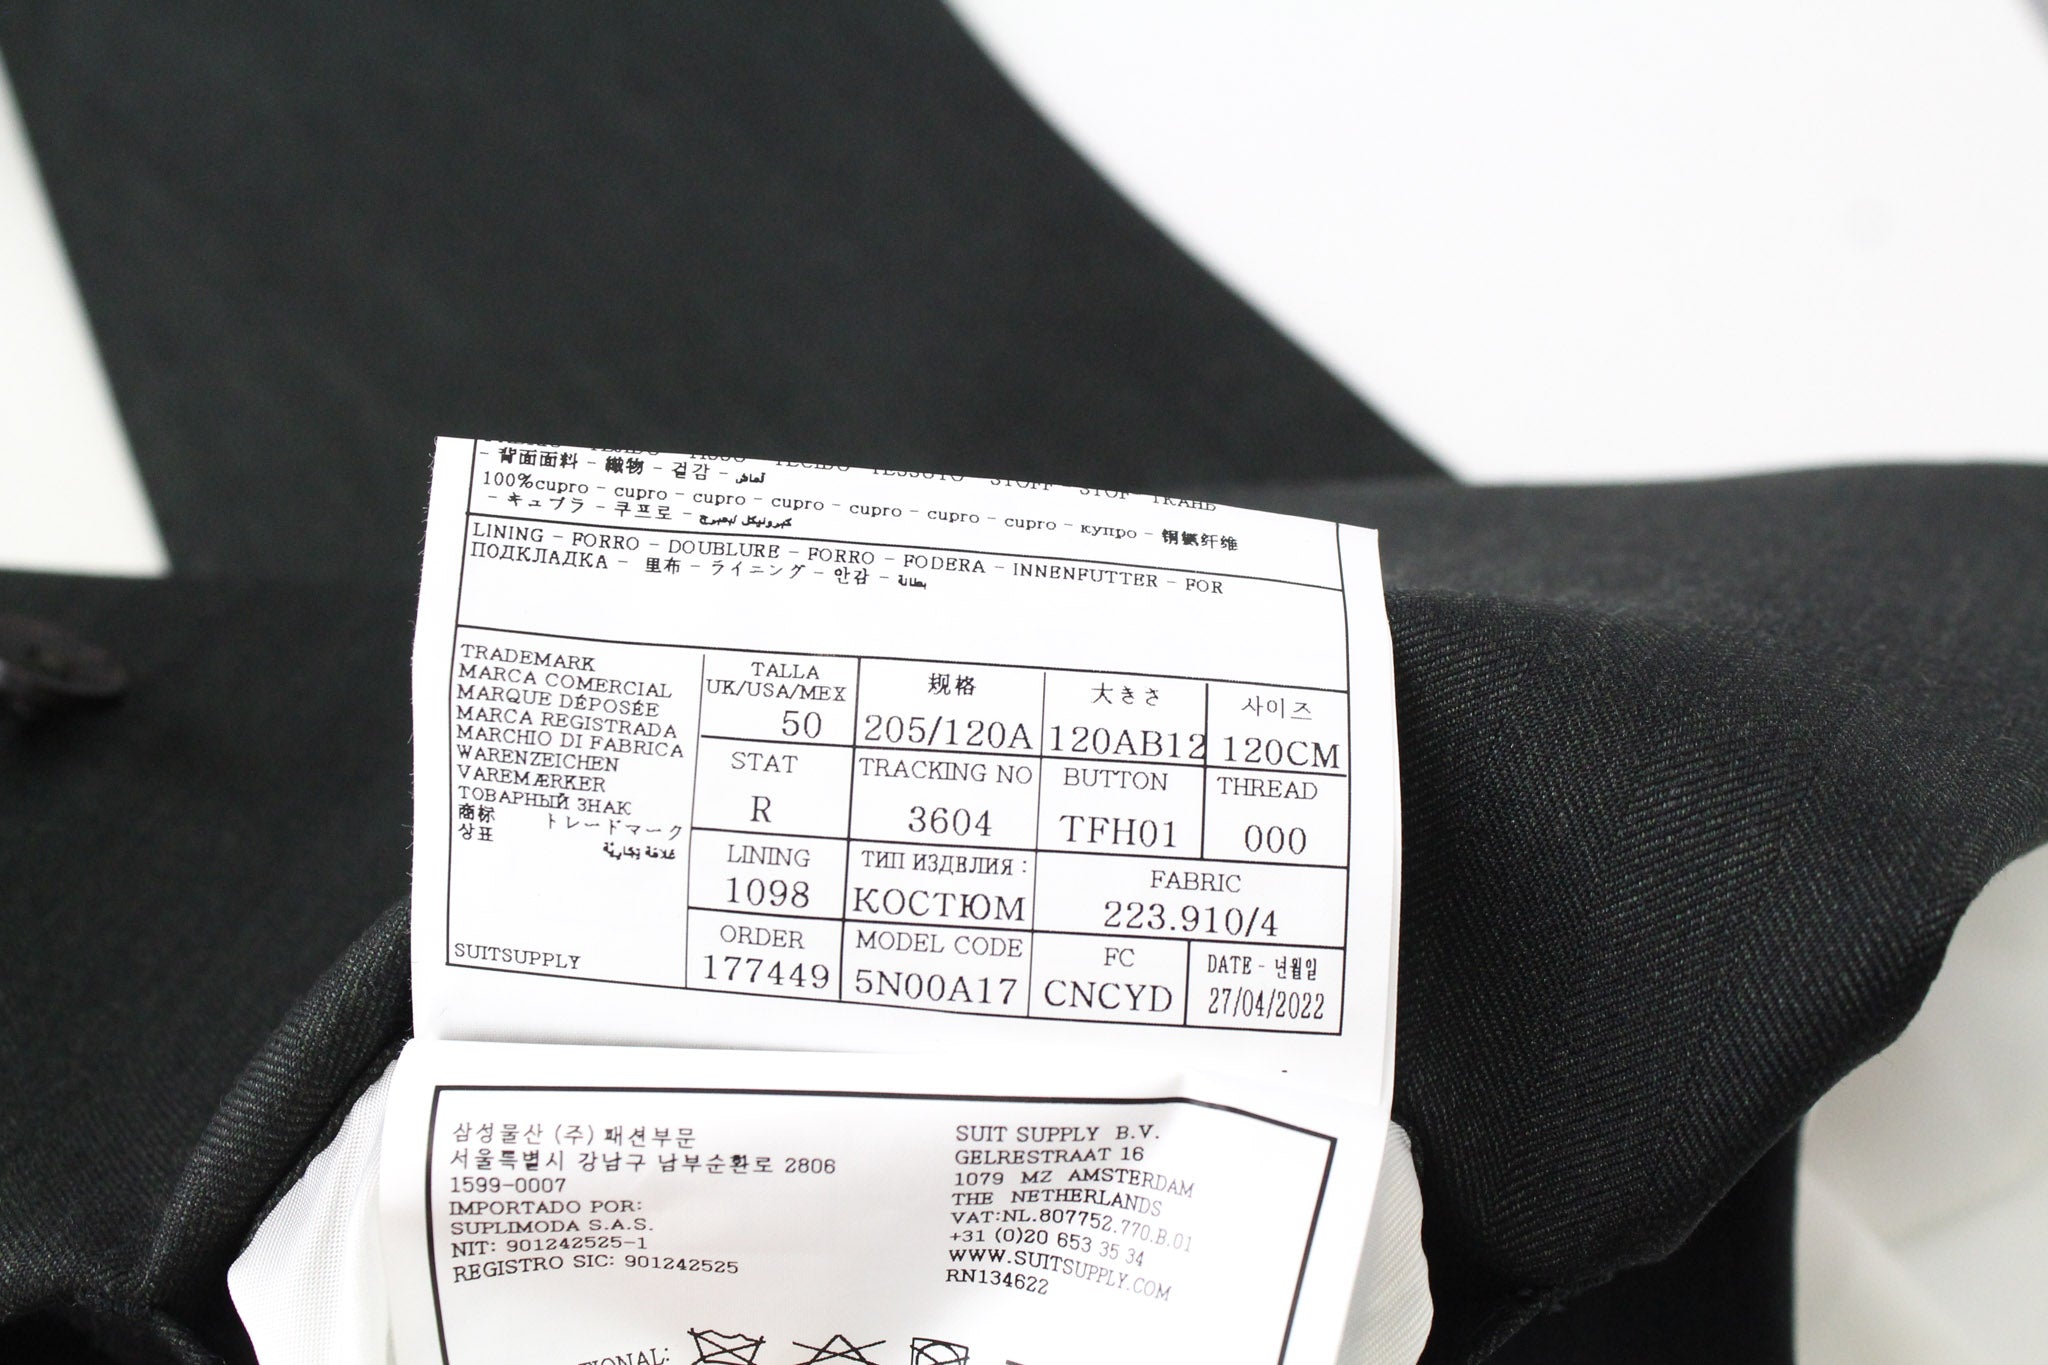 - 背面面料 - 織物 - 겉감 - قماش
100%cupro - cupro - cupro - cupro - cupro - cupro - cupro - купро - 铜氨纤维
- キュプラ - 쿠프로 -
LINING - FORRO - DOUBLURE - FORRO - FODERA - INNENFUTTER - FOR
ПОДКЛАДКА - 里布 - ライニング - 안감 - بطانة
TRADEMARK
MARCA COMERCIAL
MARQUE DÉPOSÉE
MARCA REGISTRADA
MARCHIO DI FABRICA
WARENZEICHEN
VAREMÆRKER
ТОВАРНЫЙ ЗНАК
商标 トレードマーク
상표
SUITSUPPLY
TALLA
UK/USA/MEX
50
规格
205/120A
大きさ
120AB12
사이즈
120CM
STAT
R
TRACKING NO
3604
BUTTON
TFH01
THREAD
000
LINING
1098
ТИП ИЗДЕЛИЯ :
КОСТЮМ
FABRIC
223.910/4
ORDER
177449
MODEL CODE
5N00A17
FC
CNCYD
DATE - 년월일
27/04/2022
삼성물산 (주) 패션부문
서울특별시 강남구 남부순환로 2806
1599-0007
IMPORTADO POR:
SUPLIMODA S.A.S.
NIT: 901242525-1
REGISTRO SIC: 901242525
SUIT SUPPLY B.V.
GELRESTRAAT 16
1079 MZ AMSTERDAM
THE NETHERLANDS
VAT:NL.807752.770.B.01
+31 (0)20 653 35 34
WWW.SUITSUPPLY.COM
RN134622